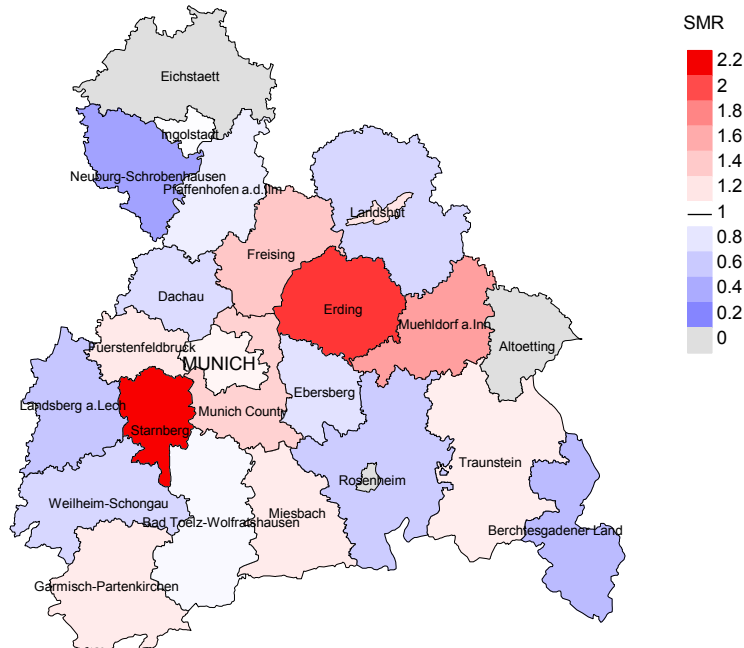 SMR
2.2
2
1.8
1.6
1.4
1.2
1
0.8
0.6
0.4
0.2
0
Eichstaett
Ingolstadt
Neuburg-Schrobenhausen
Pfaffenhofen a.d.Ilm
Landshut
Freising
Dachau
Erding
Muehldorf a.Inn
Altoetting
Fuerstenfeldbruck
MUNICH
Ebersberg
Landsberg a.Lech
Munich County
Starnberg
Traunstein
Rosenheim
Weilheim-Schongau
Miesbach
Bad Toelz-Wolfratshausen
Berchtesgadener Land
Garmisch-Partenkirchen